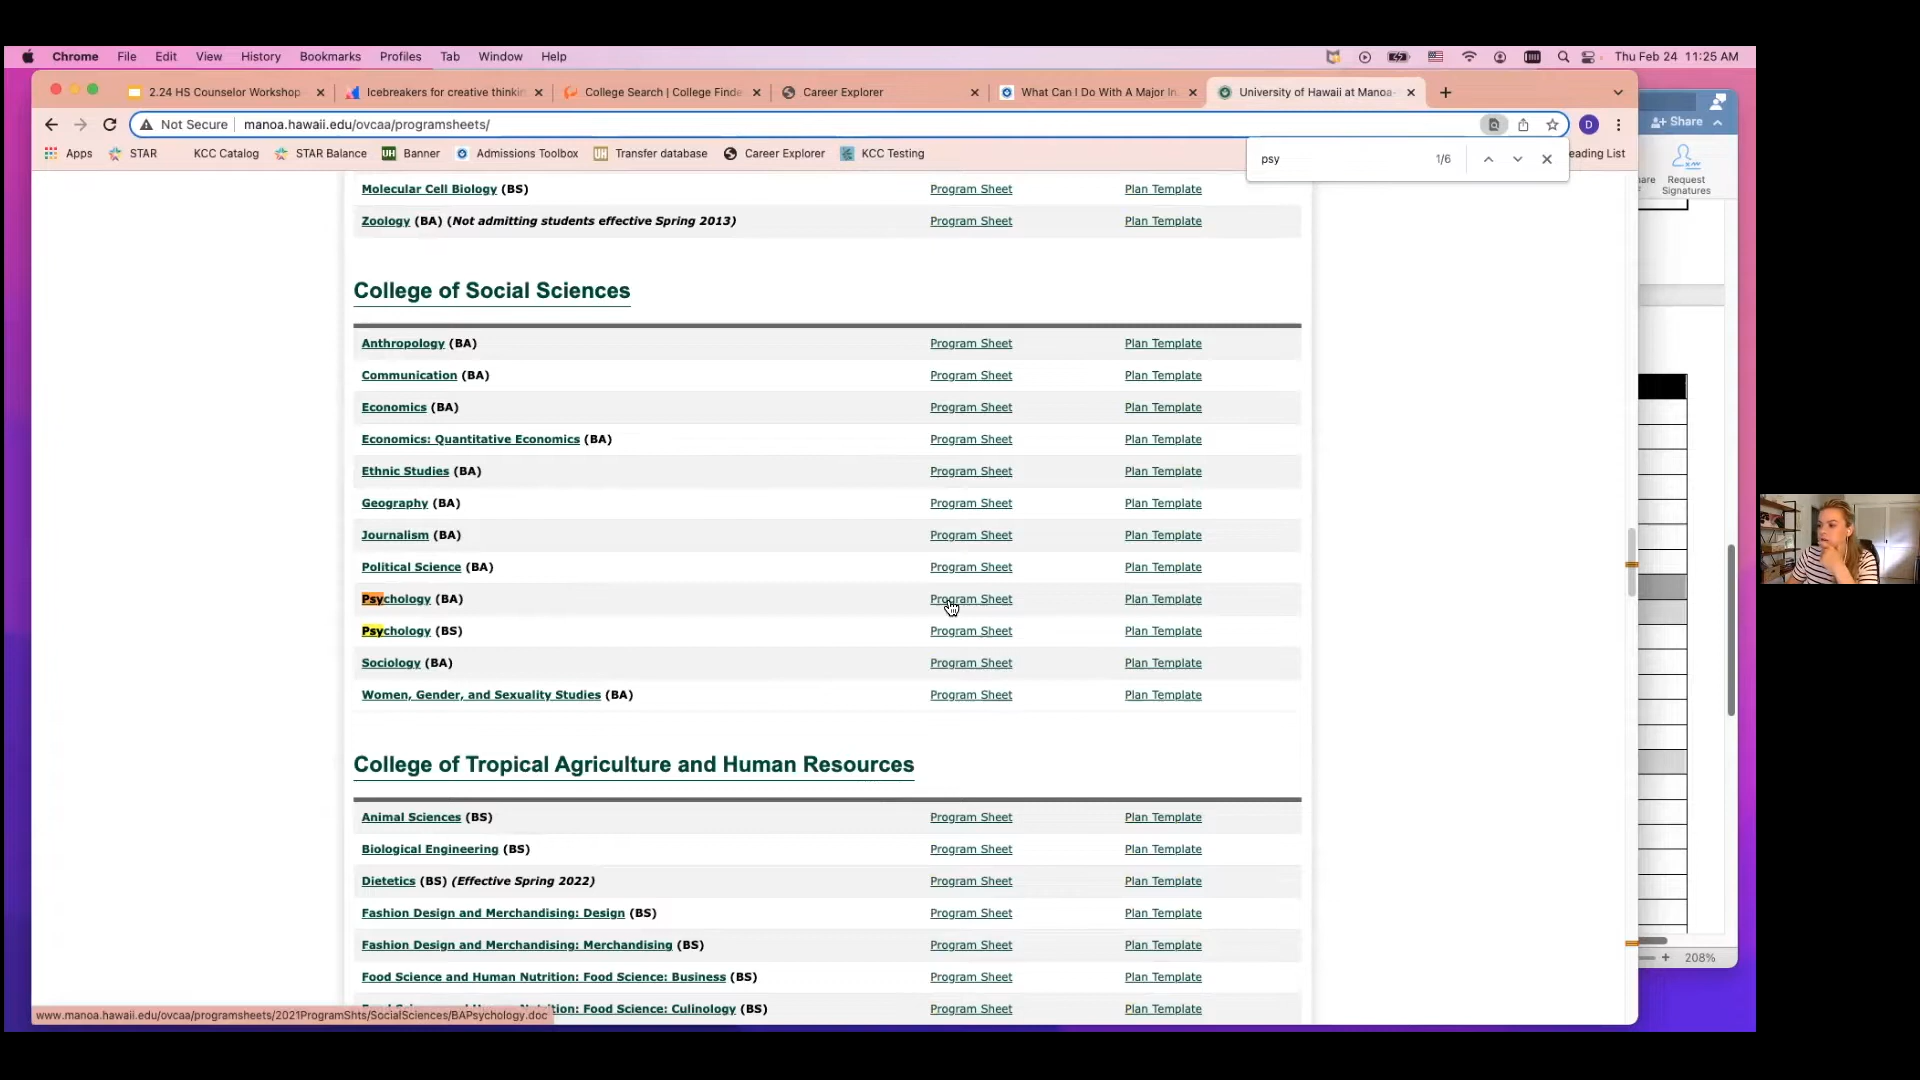 Chrome File Edit View History Bookmarks Profiles Tab Window Help Thu Feb 24 11:25 AM
2.24 HS Counselor Workshop Icebreakers for creative thinkin College Search | College Finde Career Explorer What Can I Do With A Major In University of Hawaii at Manoa-
Not Secure manoa.hawaii.edu/ovcaa/programsheets/ D
Share
Apps STAR KCC Catalog STAR Balance UH Banner Admissions Toolbox UH Transfer database Career Explorer KCC Testing eading List
psy 1/6
Request
Signatures
Molecular Cell Biology (BS) Program Sheet Plan Template
Zoology (BA) (Not admitting students effective Spring 2013) Program Sheet Plan Template
College of Social Sciences
Anthropology (BA) Program Sheet Plan Template
Communication (BA) Program Sheet Plan Template
Economics (BA) Program Sheet Plan Template
Economics: Quantitative Economics (BA) Program Sheet Plan Template
Ethnic Studies (BA) Program Sheet Plan Template
Geography (BA) Program Sheet Plan Template
Journalism (BA) Program Sheet Plan Template
Political Science (BA) Program Sheet Plan Template
Psychology (BA) Program Sheet Plan Template
Psychology (BS) Program Sheet Plan Template
Sociology (BA) Program Sheet Plan Template
Women, Gender, and Sexuality Studies (BA) Program Sheet Plan Template
College of Tropical Agriculture and Human Resources
Animal Sciences (BS) Program Sheet Plan Template
Biological Engineering (BS) Program Sheet Plan Template
Dietetics (BS) (Effective Spring 2022) Program Sheet Plan Template
Fashion Design and Merchandising: Design (BS) Program Sheet Plan Template
Fashion Design and Merchandising: Merchandising (BS) Program Sheet Plan Template
Food Science and Human Nutrition: Food Science: Business (BS) Program Sheet Plan Template
208%
tion: Food Science: Culinology (BS) Program Sheet Plan Template
www.manoa.hawaii.edu/ovcaa/programsheets/2021ProgramShts/SocialSciences/BAPsychology.doc